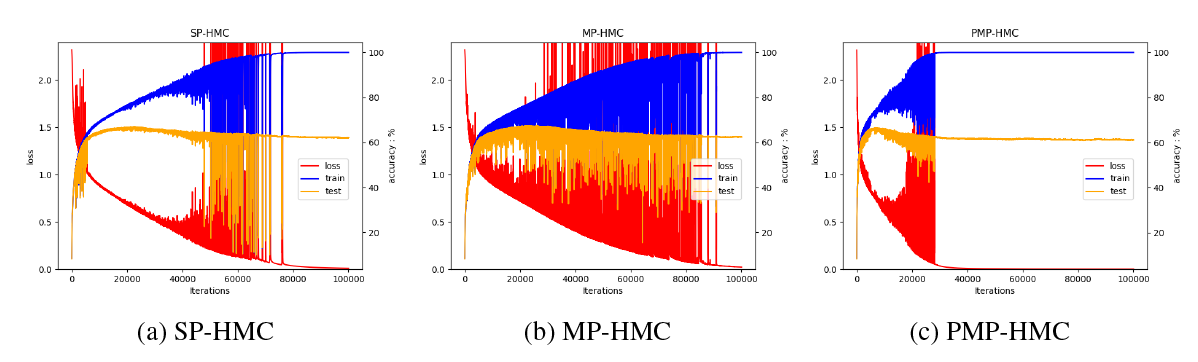 SP-HMC
2.0
1.5
1.0
0.5
0.0
loss
100
80
60
40
20
accuracy : %
loss
train
test
0 20000 40000 60000 80000 100000
Iterations
(a) SP-HMC
MP-HMC
2.0
1.5
1.0
0.5
0.0
loss
100
80
60
40
20
accuracy : %
loss
train
test
0 20000 40000 60000 80000 100000
Iterations
(b) MP-HMC
PMP-HMC
2.0
1.5
1.0
0.5
0.0
loss
100
80
60
40
20
accuracy : %
loss
train
test
0 20000 40000 60000 80000 100000
Iterations
(c) PMP-HMC